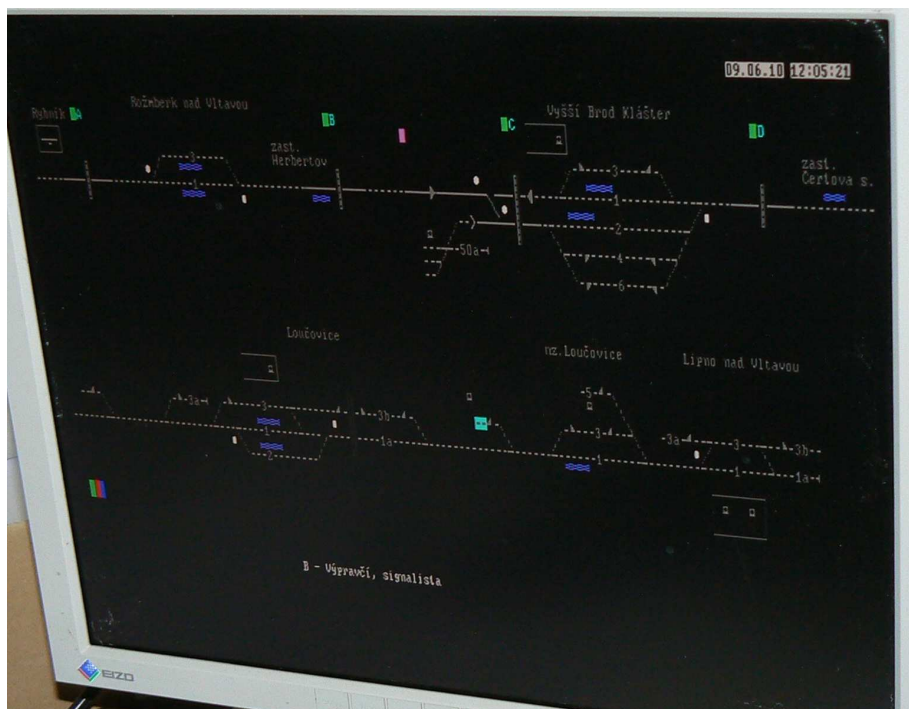 09.06.10 12:05:21
Rybník A
Rožmberk nad Vltavou
B
C
Vyšší Brod Klášter
D
zast.
Herbertov
zast.
Čertova s.
3
1
3
1
2
50a
4
6
Loučovice
nz.Loučovice
Lipno nad Vltavou
3a
3
3b
1
1a
2
5
3
1
3a
3
3b
1
1a
B - Výpravčí, signalista
EIZO